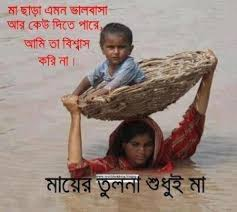 মা ছাড়া এমন ভালবাসা
আর কেউ দিতে পারে,
আমি তা বিশ্বাস
করি না।
মায়ের তুলনা শুধুই মা